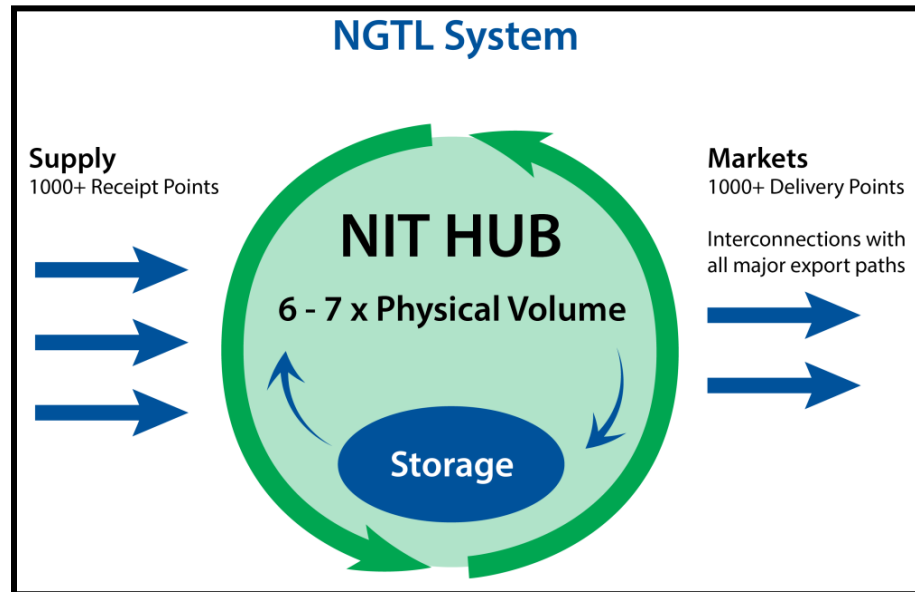 NGTL System
Supply
1000+ Receipt Points
NIT HUB
6 - 7 x Physical Volume
Storage
Markets
1000+ Delivery Points
Interconnections with
all major export paths